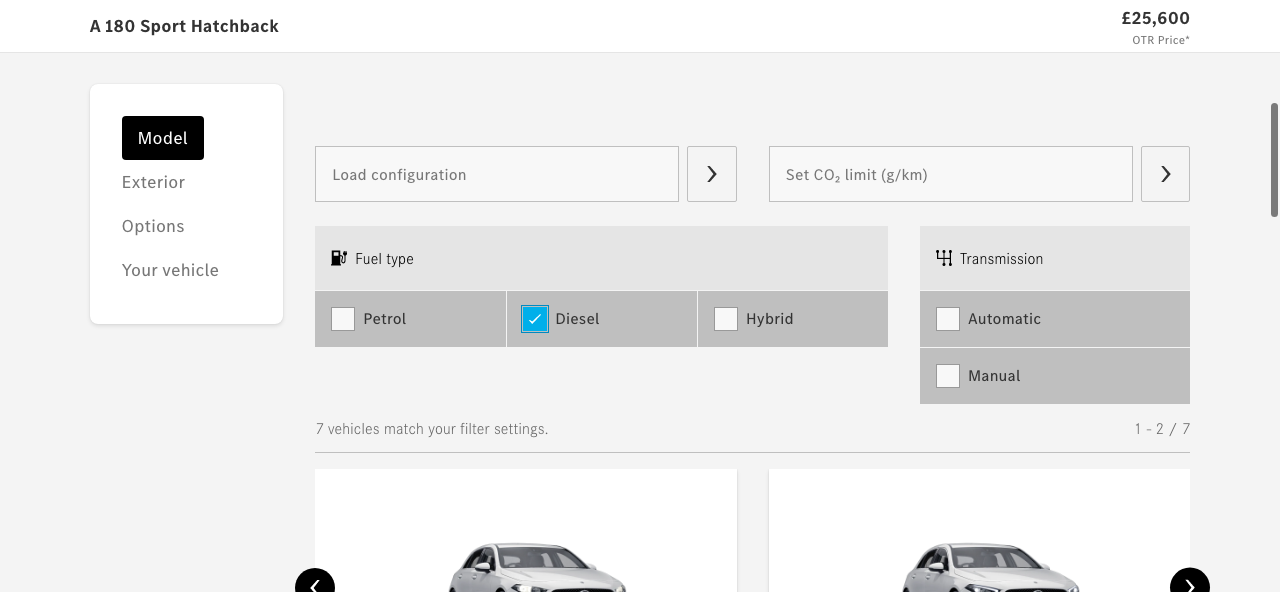 A 180 Sport Hatchback
£25,600
OTR Price*
Model
Exterior
Options
Your vehicle
Load configuration
Set CO₂ limit (g/km)
Fuel type
Transmission
Petrol
Diesel
Hybrid
Automatic
Manual
7 vehicles match your filter settings.
1 - 2 / 7